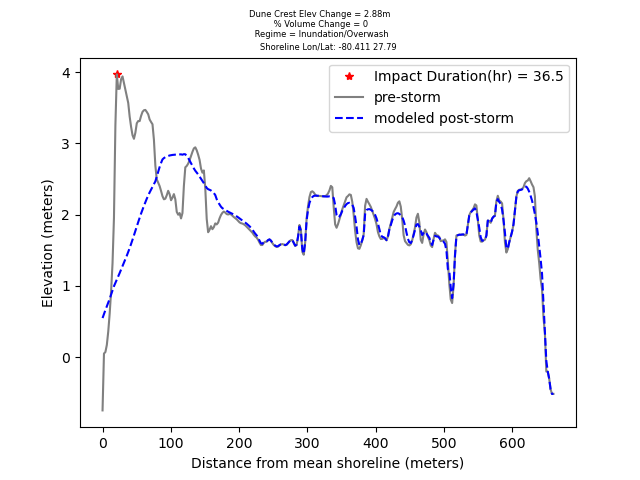 Dune Crest Elev Change = 2.88m
% Volume Change = 0
Regime = Inundation/Overwash
Shoreline Lon/Lat: -80.411 27.79
Impact Duration(hr) = 36.5
pre-storm
modeled post-storm
Elevation (meters)
4
3
2
1
0
0 100 200 300 400 500 600
Distance from mean shoreline (meters)